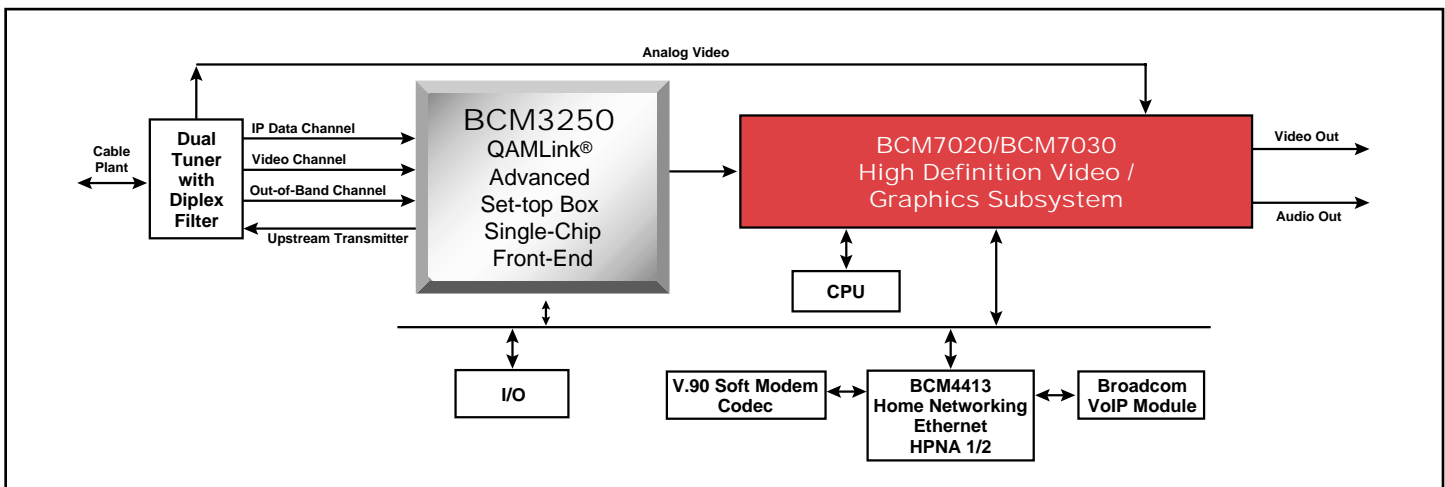 Analog Video
Cable
Plant
Dual
Tuner
with
Diplex
Filter
IP Data Channel
Video Channel
Out-of-Band Channel
Upstream Transmitter
BCM3250
QAMLink®
Advanced
Set-top Box
Single-Chip
Front-End
BCM7020/BCM7030
High Definition Video /
Graphics Subsystem
Video Out
Audio Out
CPU
I/O
V.90 Soft Modem
Codec
BCM4413
Home Networking
Ethernet
HPNA 1/2
Broadcom
VoIP Module